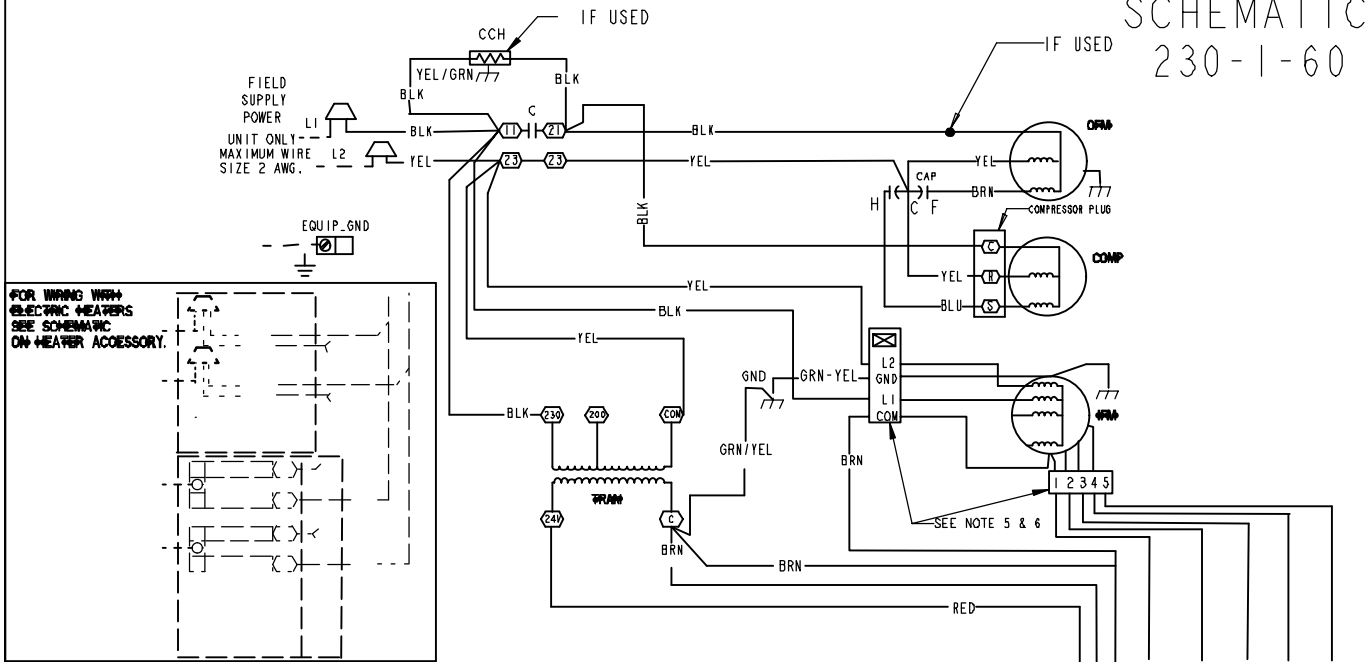 SCHEMATIC
230-1-60
IF USED
CCH
IF USED
YEL/GRN
BLK
BLK
FIELD
SUPPLY
POWER
L1
UNIT ONLY
MAXIMUM WIRE
SIZE 2 AWG.
L2
BLK
11
C
21
BLK
YEL
23
23
YEL
OFM
YEL
CAP
BRN
H
C
F
COMPRESSOR PLUG
BLK
C
COMP
YEL
R
BLU
S
EQUIP_GND
FOR WIRING WITH
ELECTRIC HEATERS
SEE SCHEMATIC
ON HEATER ACCESSORY.
YEL
BLK
YEL
L2
GND
GRN-YEL
GND
L1
COM
IFM
BLK
230
200
COM
GRN/YEL
BRN
1 2 3 4 5
TRAN
24V
C
SEE NOTE 5 & 6
BRN
BRN
RED